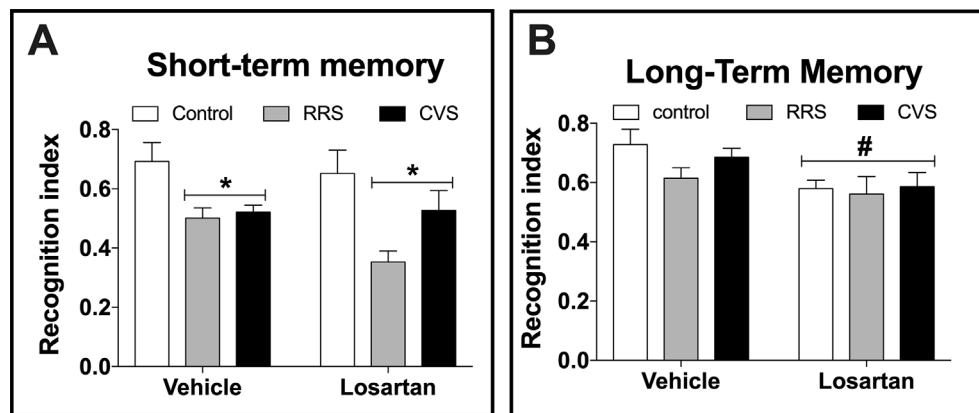 A
Short-term memory
Control RRS CVS
Recognition index
0.8
0.6
0.4
0.2
0.0
*
*
Vehicle Losartan
B
Long-Term Memory
control RRS CVS
Recognition index
0.8
0.6
0.4
0.2
0.0
#
Vehicle Losartan